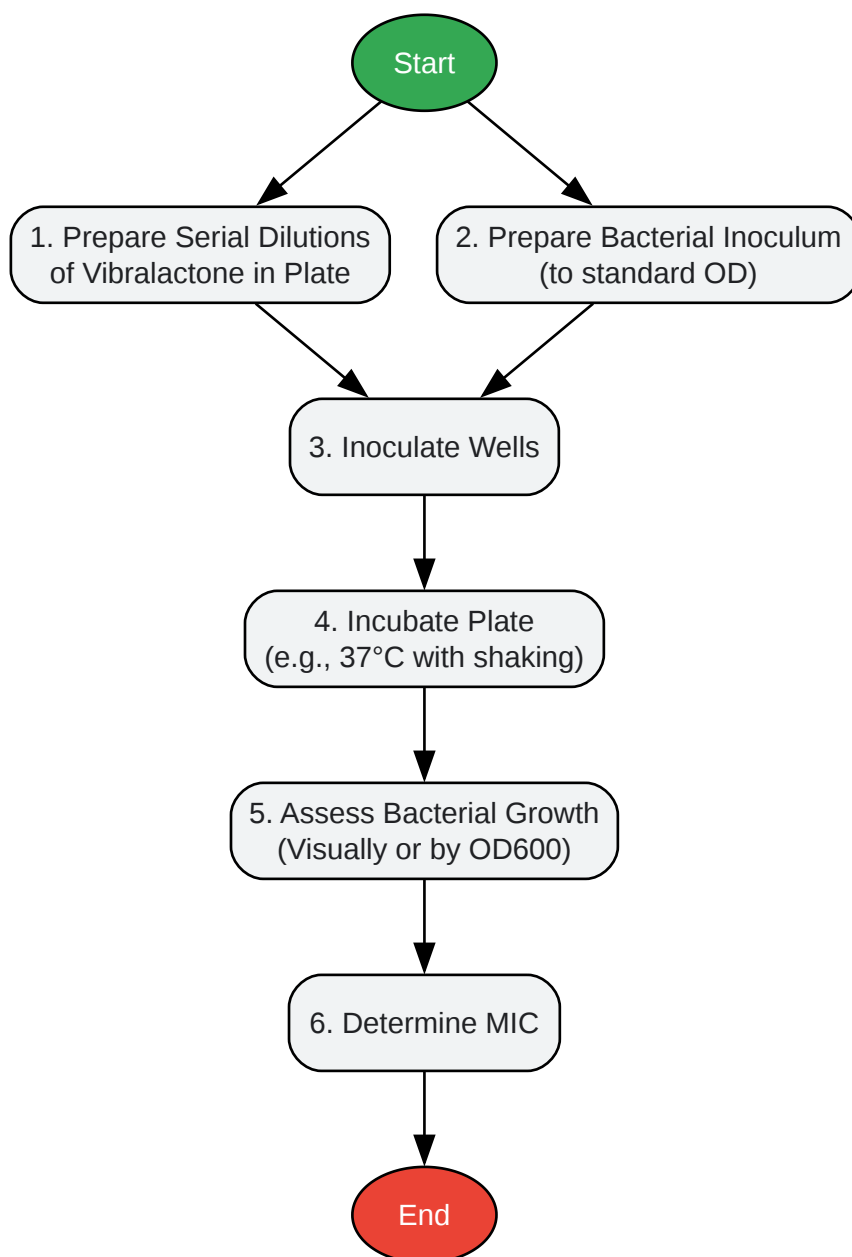 Start
1. Prepare Serial Dilutions
of Vibralactone in Plate
2. Prepare Bacterial Inoculum
(to standard OD)
3. Inoculate Wells
4. Incubate Plate
(e.g., 37°C with shaking)
5. Assess Bacterial Growth
(Visually or by OD600)
6. Determine MIC
End